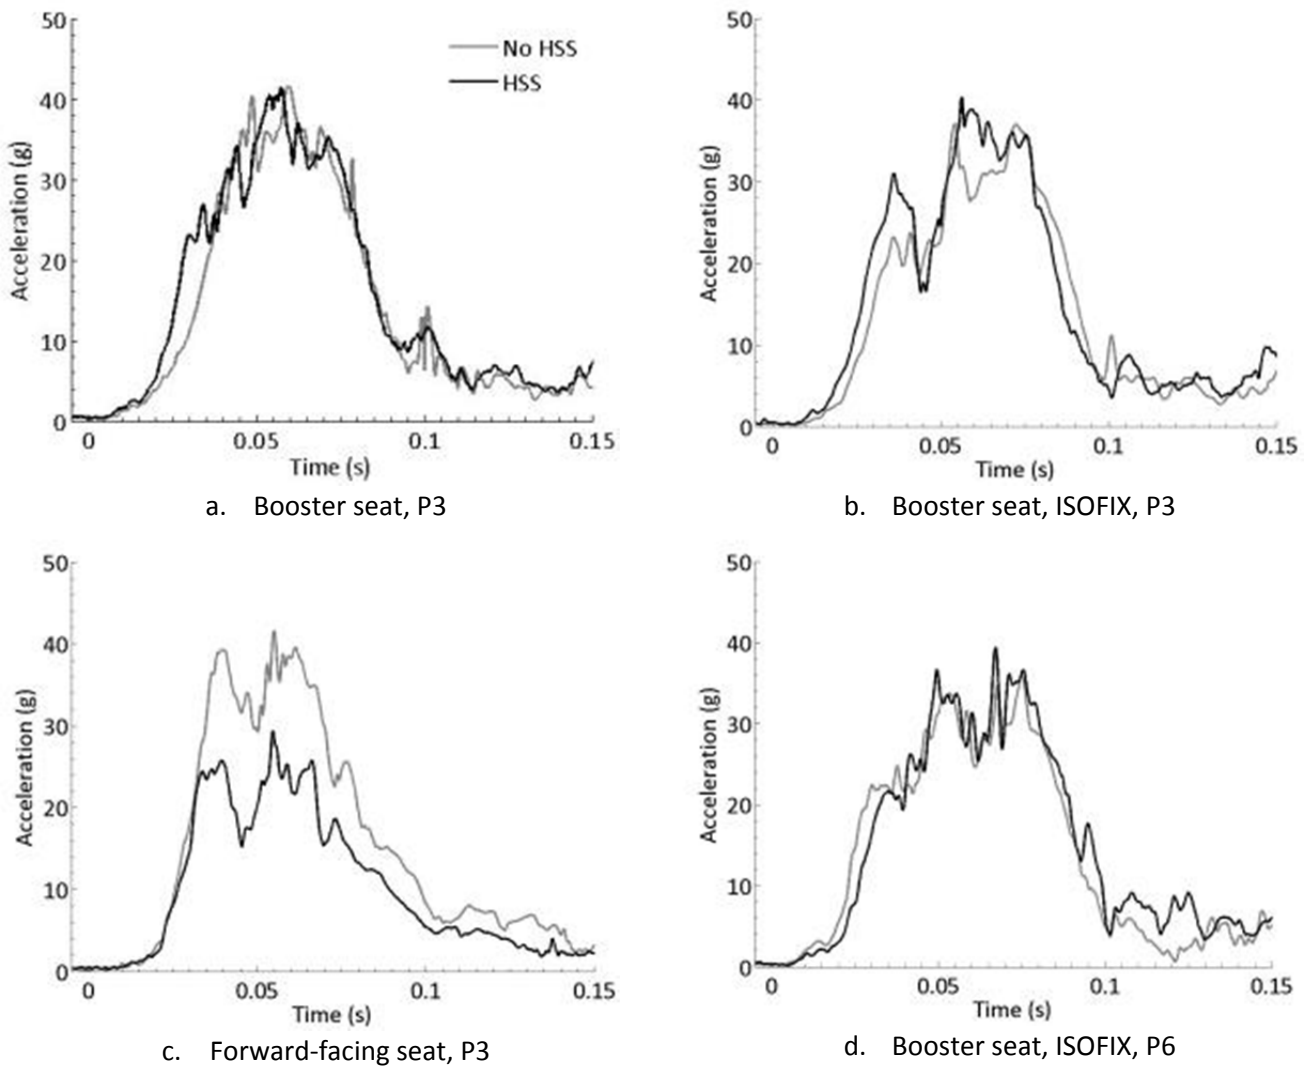 50
40
30
20
10
0
Acceleration (g)
No HSS
HSS
0 0.05 0.1 0.15
Time (s)
a. Booster seat, P3
50
40
30
20
10
0
Acceleration (g)
0 0.05 0.1 0.15
Time (s)
b. Booster seat, ISOFIX, P3
50
40
30
20
10
0
Acceleration (g)
0 0.05 0.1 0.15
Time (s)
c. Forward-facing seat, P3
50
40
30
20
10
0
Acceleration (g)
0 0.05 0.1 0.15
Time (s)
d. Booster seat, ISOFIX, P6